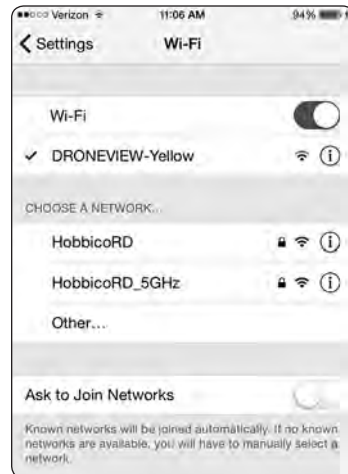 Verizon 11:06 AM 94%
Settings Wi-Fi
Wi-Fi
DRONEVIEW-Yellow
CHOOSE A NETWORK...
HobbicoRD
HobbicoRD_5GHz
Other...
Ask to Join Networks
Known networks will be joined automatically. If no known
networks are available, you will have to manually select a
network.